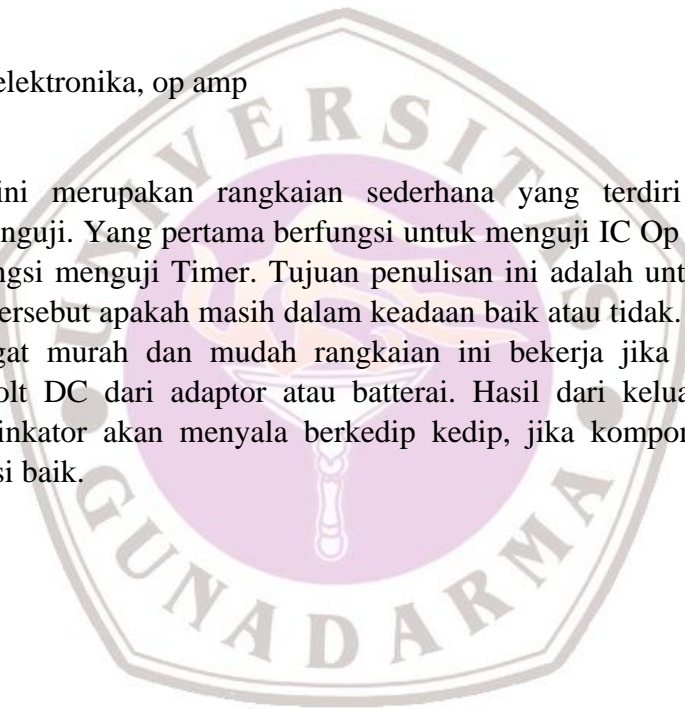 elektronika, op amp
ini merupakan rangkaian sederhana yang terdiri
nguji. Yang pertama berfungsi untuk menguji IC Op
ngsi menguji Timer. Tujuan penulisan ini adalah unt
ersebut apakah masih dalam keadaan baik atau tidak.
gat murah dan mudah rangkaian ini bekerja jika
olt DC dari adaptor atau batterai. Hasil dari kelua
inkator akan menyala berkedip kedip, jika kompon
si baik.
UNIVERSITAS
GUNADARMA